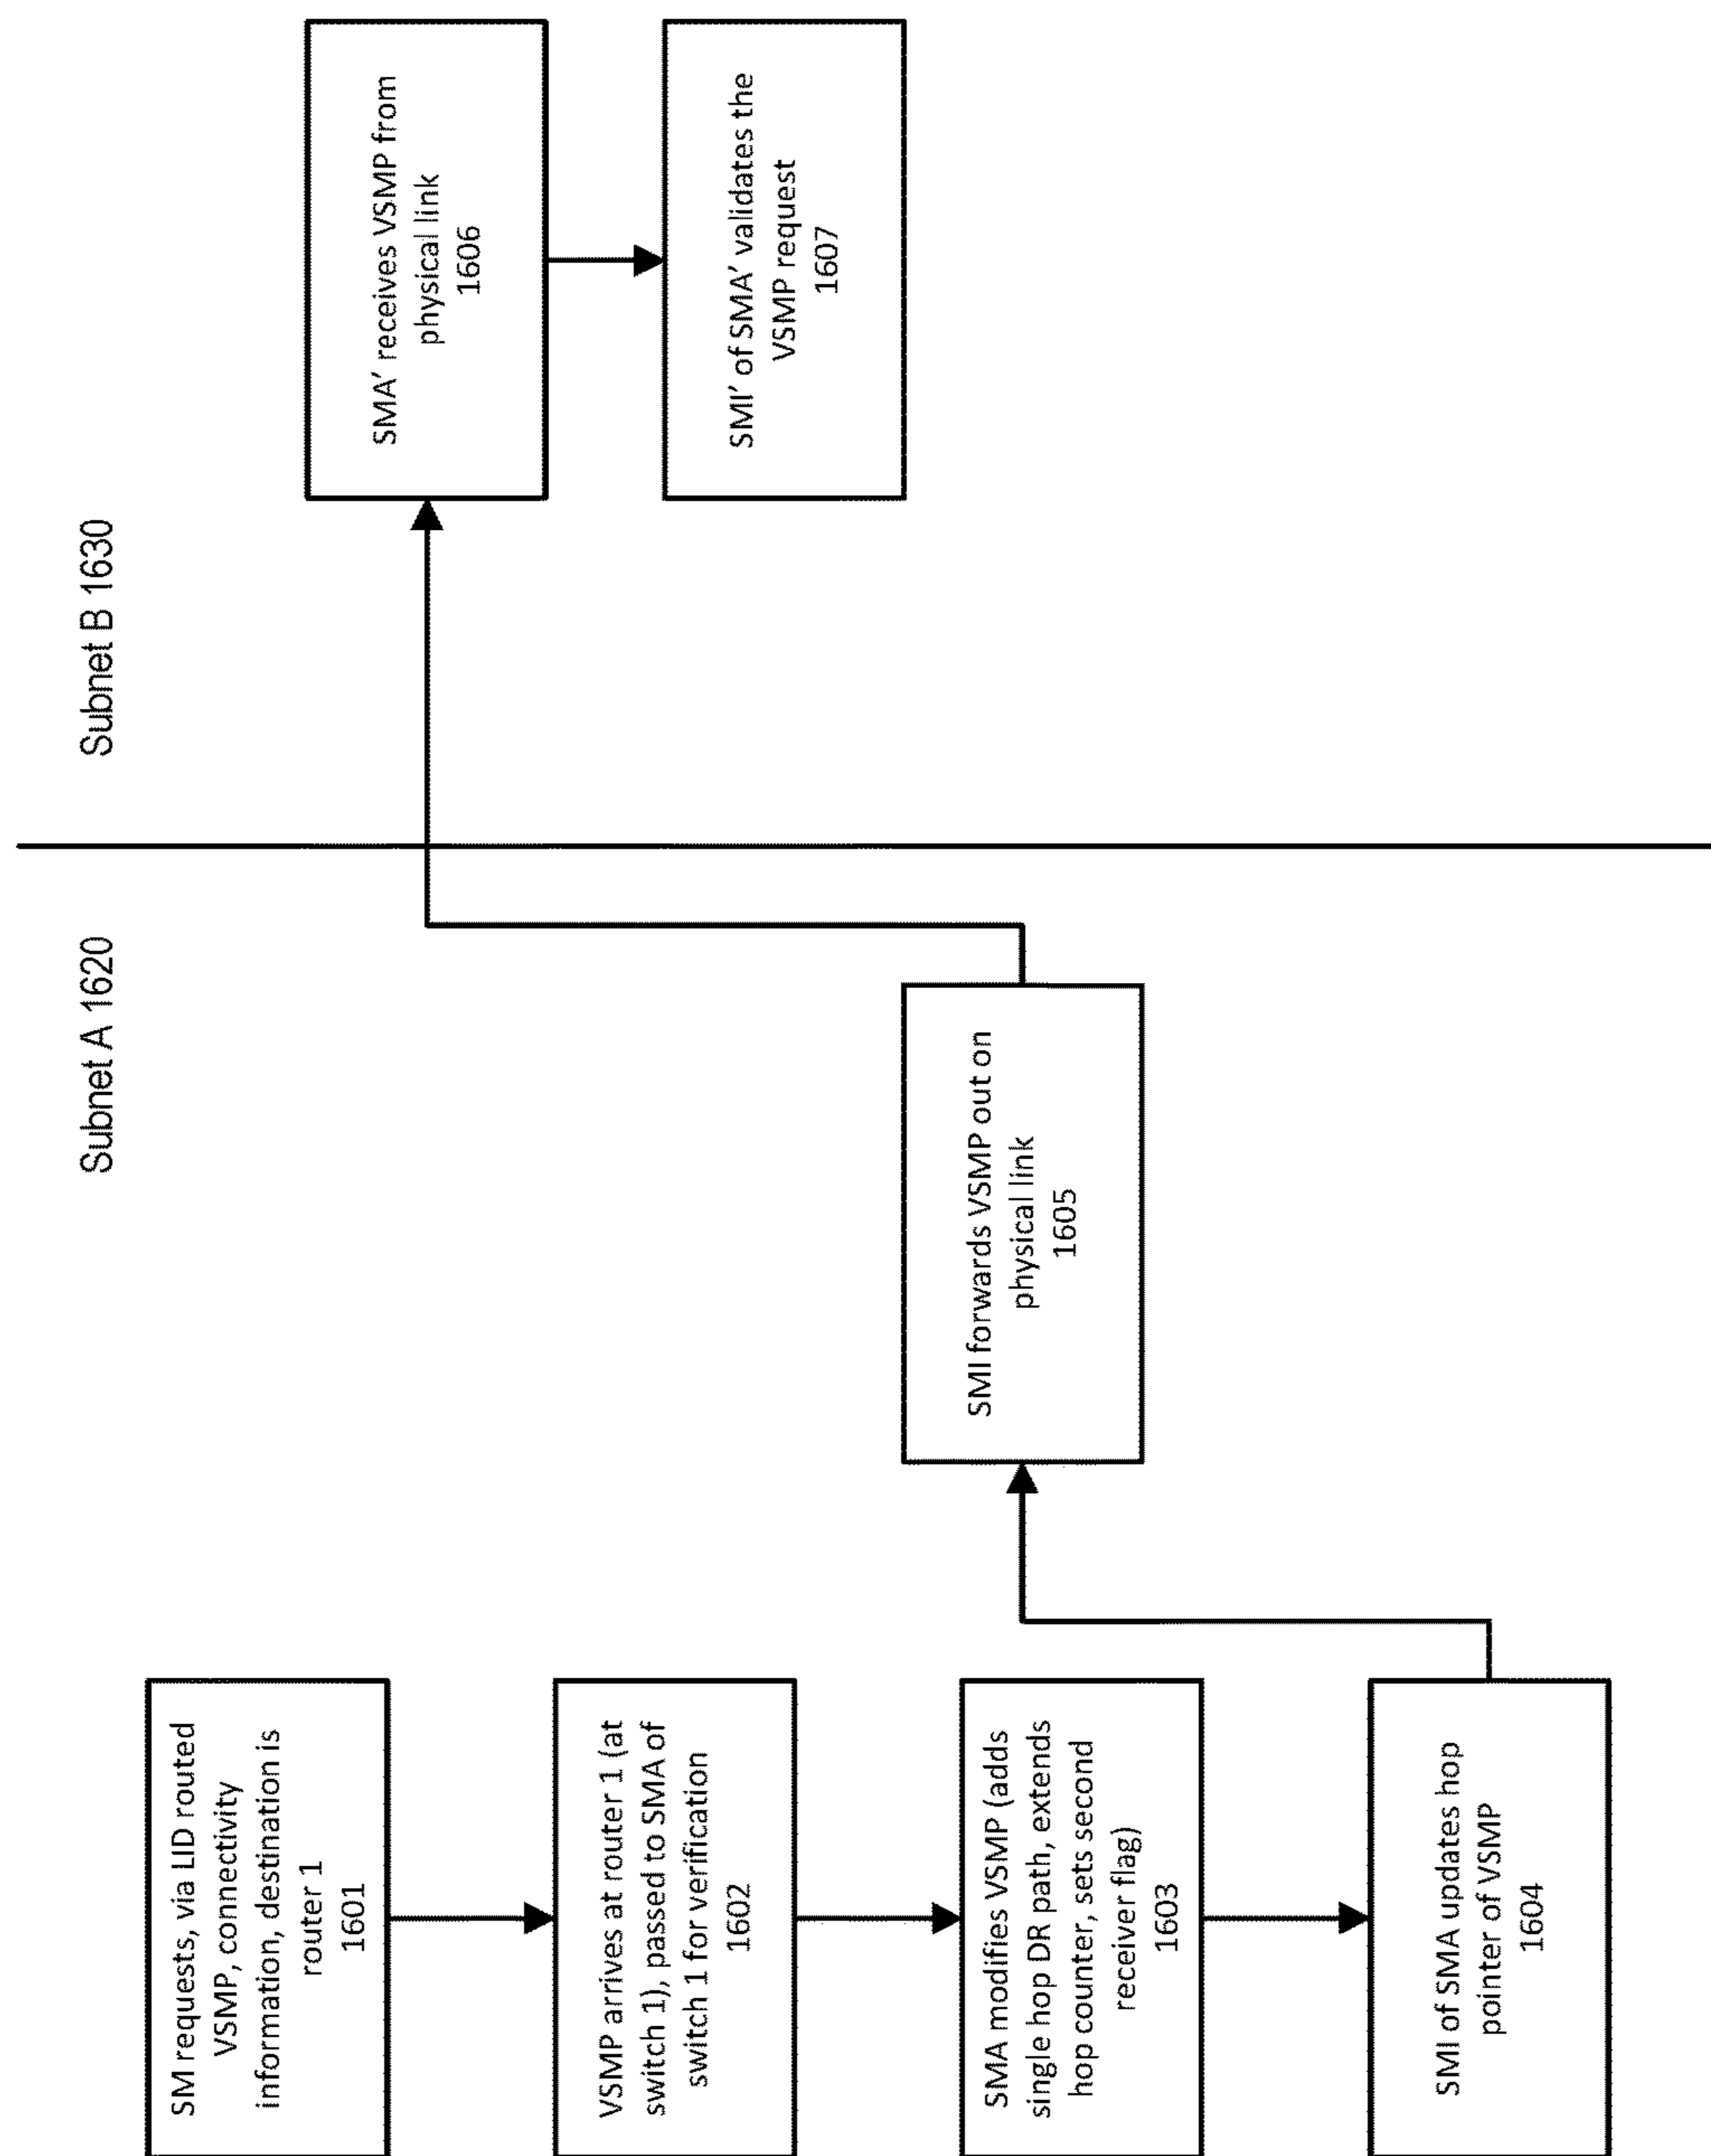 Subnet A 1620
Subnet B 1630
SM requests, via LID routed
VSMP, connectivity
information, destination is
router 1
1601
VSMP arrives at router 1 (at
switch 1), passed to SMA of
switch 1 for verification
1602
SMA modifies VSMP (adds
single hop DR path, extends
hop counter, sets second
receiver flag)
1603
SMI of SMA updates hop
pointer of VSMP
1604
SMI forwards VSMP out on
physical link
1605
SMA’ receives VSMP from
physical link
1606
SMI’ of SMA’ validates the
VSMP request
1607